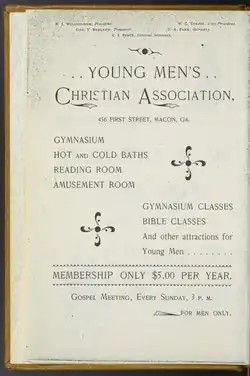 YOUNG MEN'S
CHRISTIAN ASSOCIATION,
456 FIRST STREET, MACON, GA.
GYMNASIUM
HOT AND COLD BATHS
READING ROOM
AMUSEMENT ROOM
GYMNASIUM CLASSES
BIBLE CLASSES
And other attractions for
Young Men ........
MEMBERSHIP ONLY $5.00 PER YEAR.
GOSPEL MEETING, EVERY SUNDAY, 3 P. M.
FOR MEN ONLY.